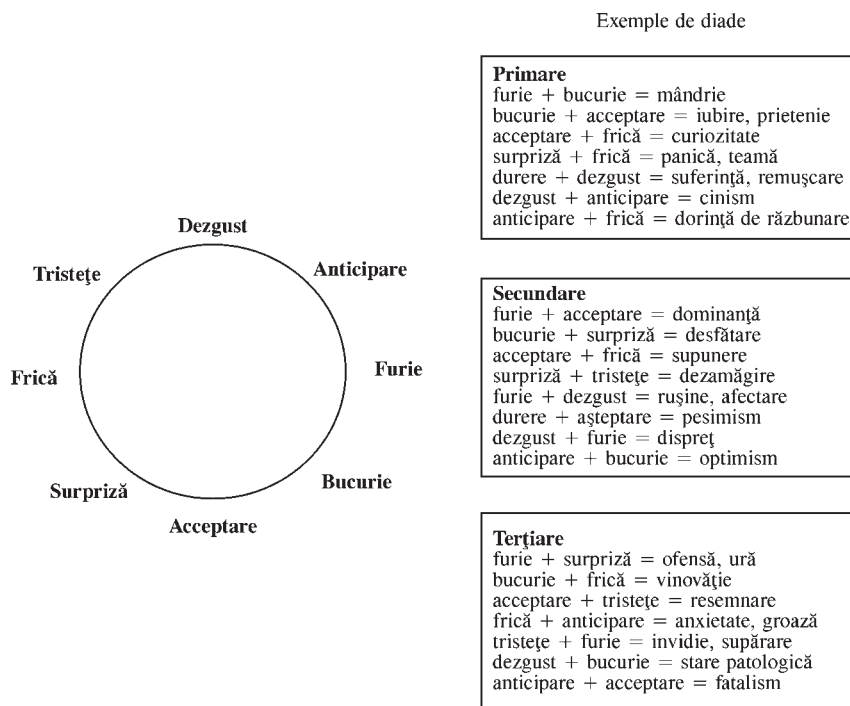 Exemple de diade
Primare
furie + bucurie = mândrie
bucurie + acceptare = iubire, prietenie
acceptare + frică = curiozitate
surpriză + frică = panică, teamă
durere + dezgust = suferinţă, remuşcare
dezgust + anticipare = cinism
anticipare + frică = dorinţă de răzbunare
Dezgust
Tristeţe
Anticipare
Frică
Furie
Surpriză
Bucurie
Acceptare
Secundare
furie + acceptare = dominanţă
bucurie + surpriză = desfătare
acceptare + frică = supunere
surpriză + tristeţe = dezamăgire
furie + dezgust = ruşine, afectare
durere + aşteptare = pesimism
dezgust + furie = dispreţ
anticipare + bucurie = optimism
Terţiare
furie + surpriză = ofensă, ură
bucurie + frică = vinovăţie
acceptare + tristeţe = resemnare
frică + anticipare = anxietate, groază
tristeţe + furie = invidie, supărare
dezgust + bucurie = stare patologică
anticipare + acceptare = fatalism